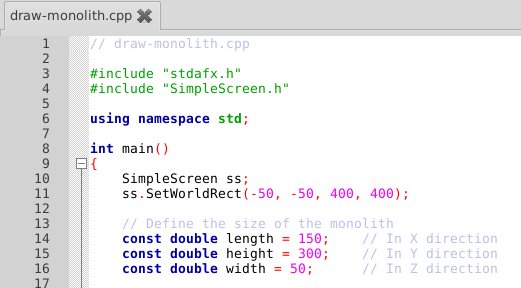 draw-monolith.cpp
1 // draw-monolith.cpp
2
3 #include "stdafx.h"
4 #include "SimpleScreen.h"
5
6 using namespace std;
7
8 int main()
9 {
10     SimpleScreen ss;
11     ss.SetWorldRect(-50, -50, 400, 400);
12
13     // Define the size of the monolith
14     const double length = 150;    // In X direction
15     const double height = 300;    // In Y direction
16     const double width = 50;      // In Z direction
17